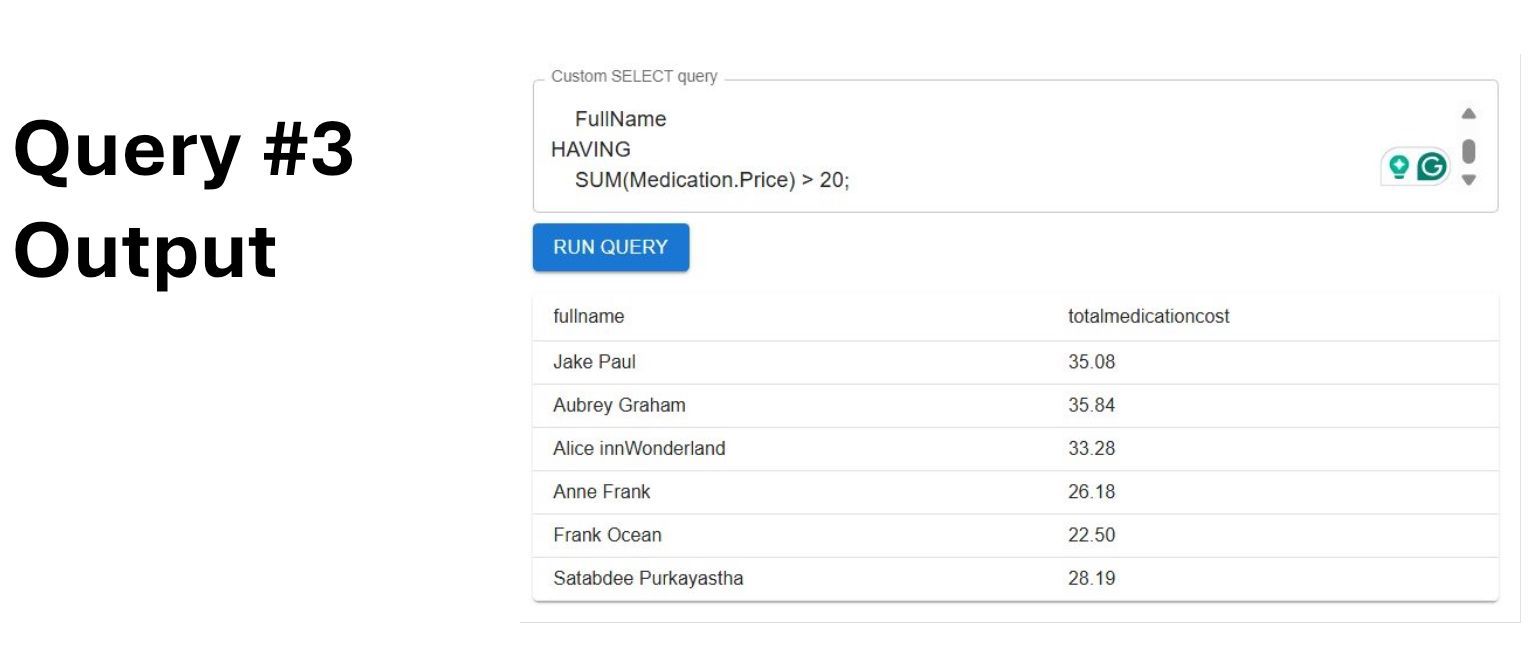 Query #3
Output
Custom SELECT query
FullName
HAVING
SUM(Medication.Price) > 20;
RUN QUERY
fullname totalmedicationcost
Jake Paul 35.08
Aubrey Graham 35.84
Alice innWonderland 33.28
Anne Frank 26.18
Frank Ocean 22.50
Satabdee Purkayastha 28.19